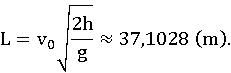 L = v₀√(2h/g) ≈ 37,1028 (m).